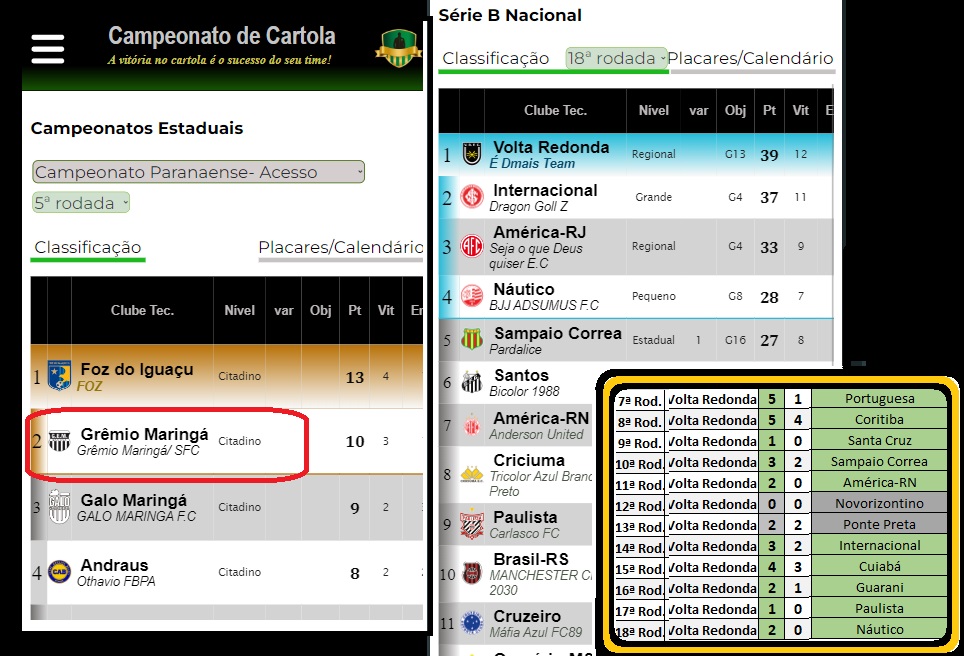 Campeonato de Cartola
A vitória no cartola é o sucesso do seu time!
Campeonatos Estaduais
Campeonato Paranaense- Acesso
5ª rodada
Classificação Placares/Calendário
Clube Tec. Nível var Obj Pt Vit
1 Foz do Iguaçu Citadino 13 4
FOZ
2 Grêmio Maringá Citadino 10 3
Grêmio Maringá/ SFC
3 Galo Maringá Citadino 9 2
GALO MARINGA F.C
4 Andraus Citadino 8 2
Othavio FBPA
Série B Nacional
Classificação 18ª rodada Placares/Calendário
Clube Tec. Nível var Obj Pt Vit E
1 Volta Redonda Regional G13 39 12
É Dmais Team
2 Internacional Grande G4 37 11
Dragon Goll Z
3 América-RJ Regional G4 33 9
Seja o que Deus
quiser E.C
4 Náutico Pequeno G8 28 7
BJJ ADSUMUS F.C
5 Sampaio Correa Estadual 1 G16 27 8
Pardalice
6 Santos
Bicolor 1988
7 América-RN
Anderson United
8 Criciuma
Tricolor Azul Branc
Preto
9 Paulista
Carlasco FC
10 Brasil-RS
MANCHESTER C
2030
11 Cruzeiro
Máfia Azul FC89
7ª Rod. Volta Redonda 5 1 Portuguesa
8ª Rod. Volta Redonda 5 4 Coritiba
9ª Rod. Volta Redonda 1 0 Santa Cruz
10ª Rod. Volta Redonda 3 2 Sampaio Correa
11ª Rod. Volta Redonda 2 0 América-RN
12ª Rod. Volta Redonda 0 0 Novorizontino
13ª Rod. Volta Redonda 2 2 Ponte Preta
14ª Rod. Volta Redonda 3 2 Internacional
15ª Rod. Volta Redonda 4 3 Cuiabá
16ª Rod. Volta Redonda 2 1 Guarani
17ª Rod. Volta Redonda 1 0 Paulista
18ª Rod. Volta Redonda 2 0 Náutico